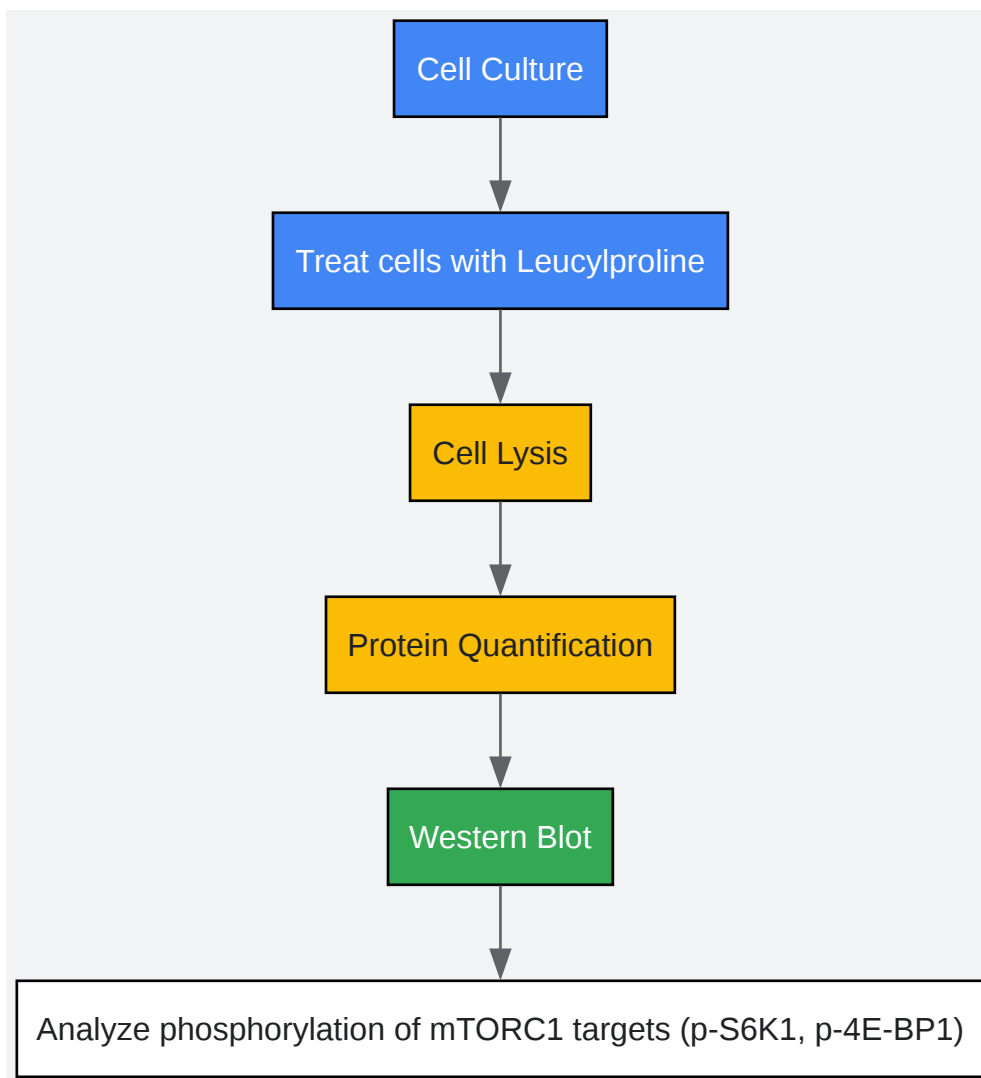 Cell Culture
Treat cells with Leucylproline
Cell Lysis
Protein Quantification
Western Blot
Analyze phosphorylation of mTORC1 targets (p-S6K1, p-4E-BP1)